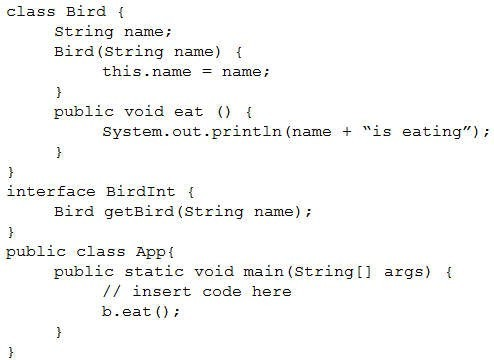 class Bird {
     String name;
     Bird(String name) {
          this.name = name;
     }
     public void eat () {
          System.out.println(name + “is eating”);
     }
}
interface BirdInt {
     Bird getBird(String name);
}
public class App{
     public static void main(String[] args) {
          // insert code here
          b.eat();
     }
}